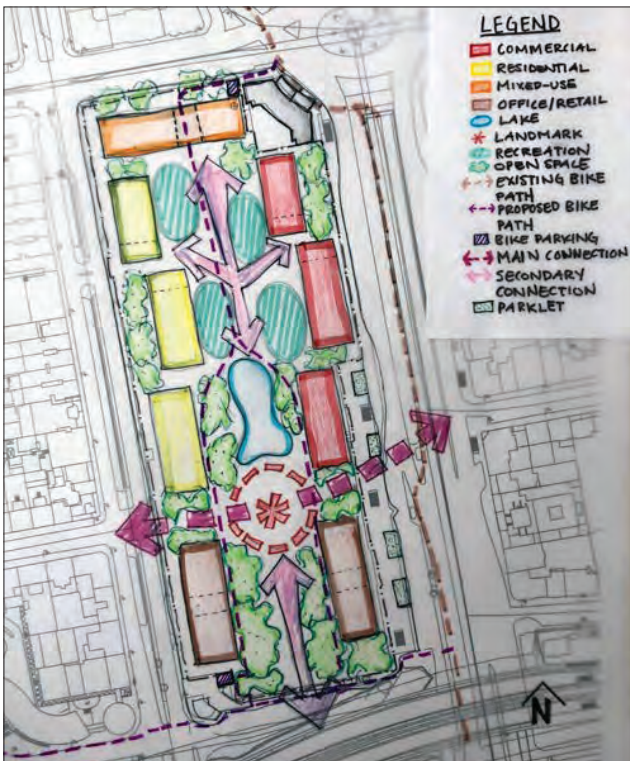 LEGEND
COMMERCIAL
RESIDENTIAL
MIXED-USE
OFFICE/RETAIL
LAKE
LANDMARK
RECREATION
OPEN SPACE
EXISTING BIKE
PATH
PROPOSED BIKE
PATH
BIKE PARKING
MAIN CONNECTION
SECONDARY
CONNECTION
PARKLET
N